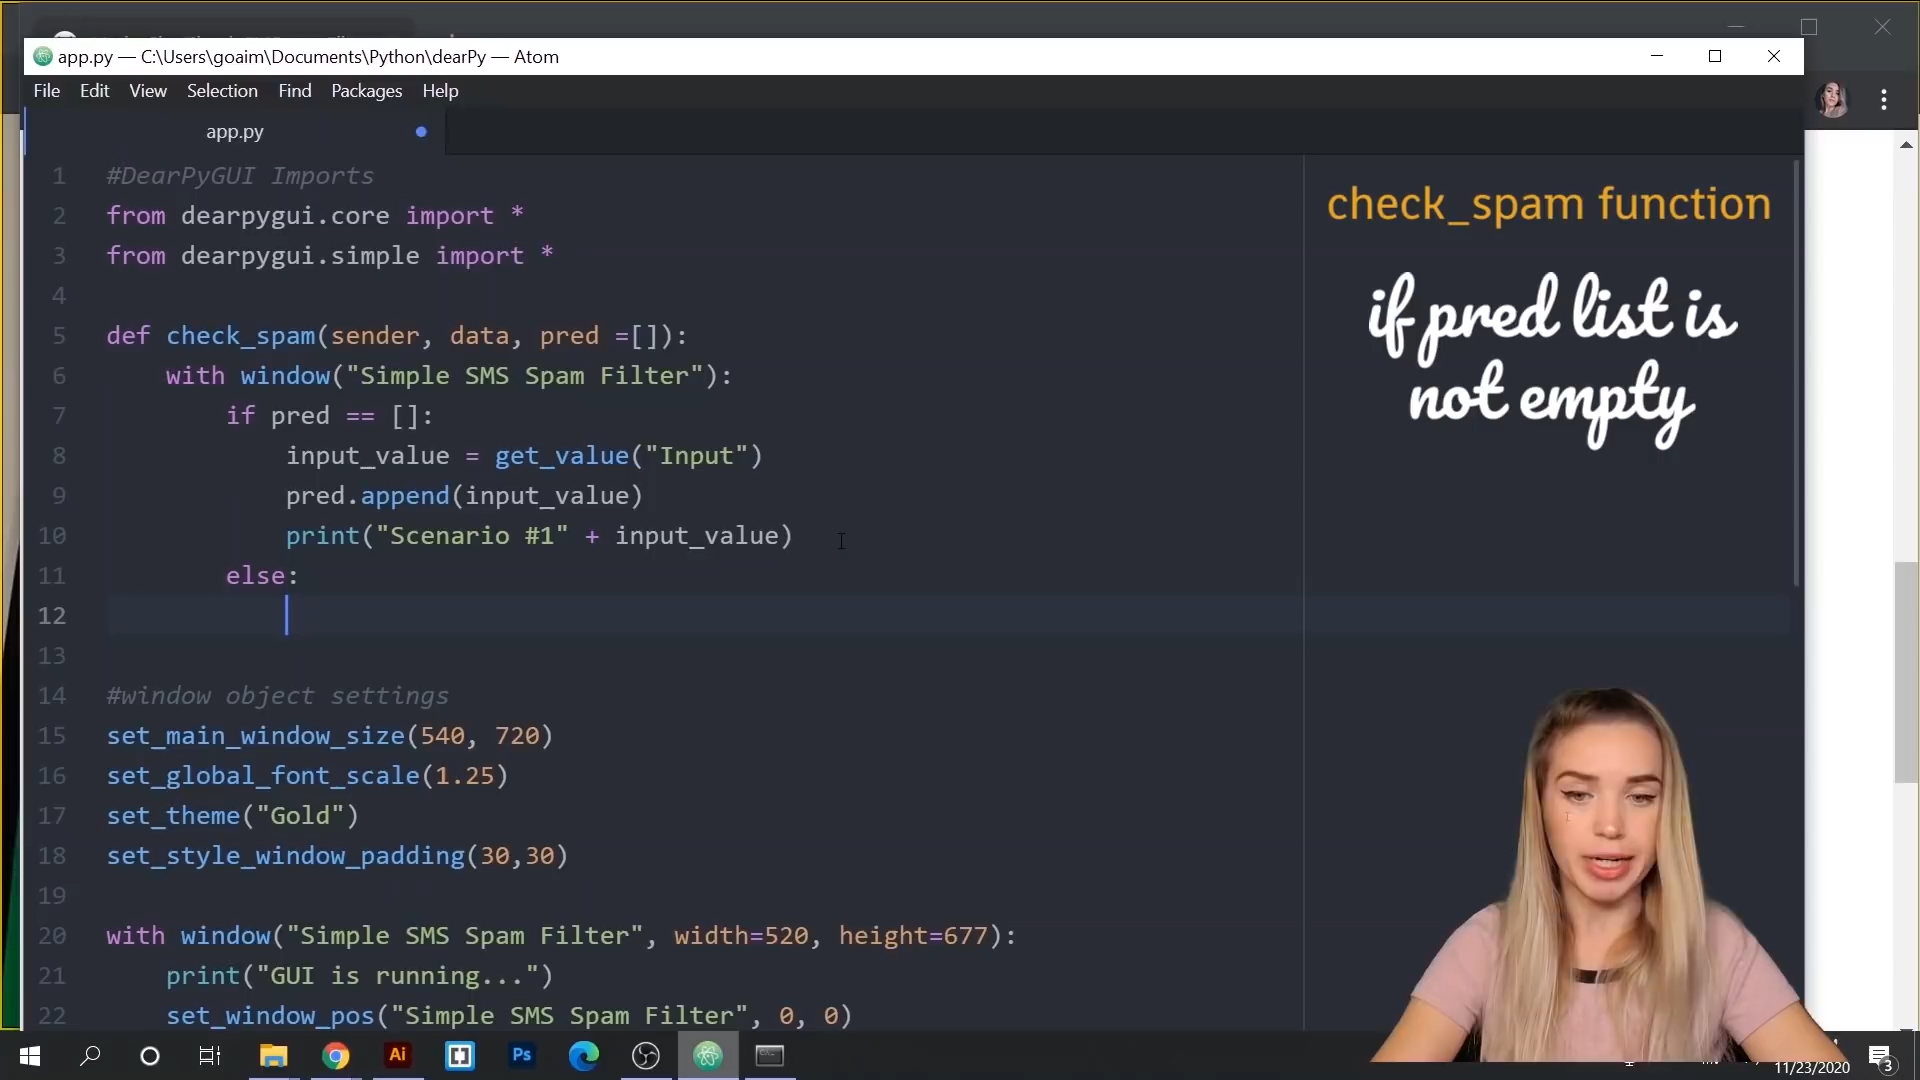 app.py — C:\Users\goaim\Documents\Python\dearPy — Atom
File Edit View Selection Find Packages Help
app.py
1 #DearPyGUI Imports
2 from dearpygui.core import *
3 from dearpygui.simple import *
4
5 def check_spam(sender, data, pred =[]):
6 with window("Simple SMS Spam Filter"):
7 if pred == []:
8 input_value = get_value("Input")
9 pred.append(input_value)
10 print("Scenario #1" + input_value)
11 else:
12
13
14 #window object settings
15 set_main_window_size(540, 720)
16 set_global_font_scale(1.25)
17 set_theme("Gold")
18 set_style_window_padding(30,30)
19
20 with window("Simple SMS Spam Filter", width=520, height=677):
21 print("GUI is running...")
22 set_window_pos("Simple SMS Spam Filter", 0, 0)
check_spam function
if pred list is
not empty
Ai
Ps
11/23/2020
3